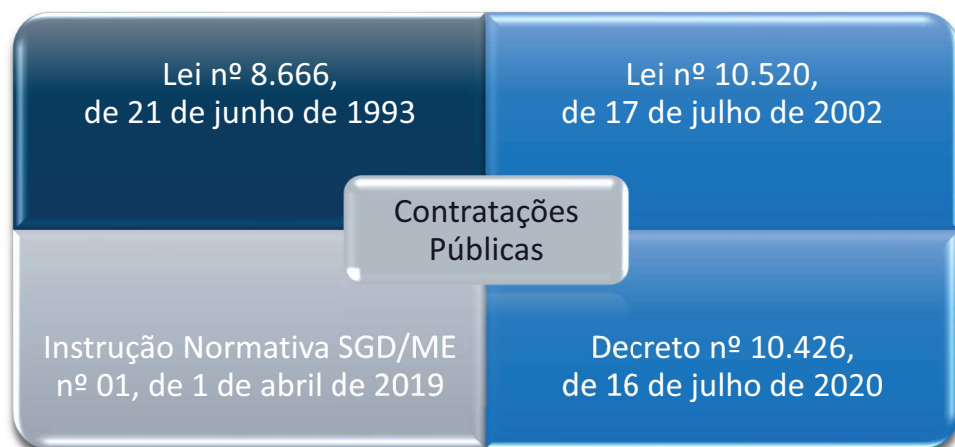 Lei nº 8.666,
de 21 de junho de 1993
Lei nº 10.520,
de 17 de julho de 2002
Contratações
Públicas
Instrução Normativa SGD/ME
nº 01, de 1 de abril de 2019
Decreto nº 10.426,
de 16 de julho de 2020